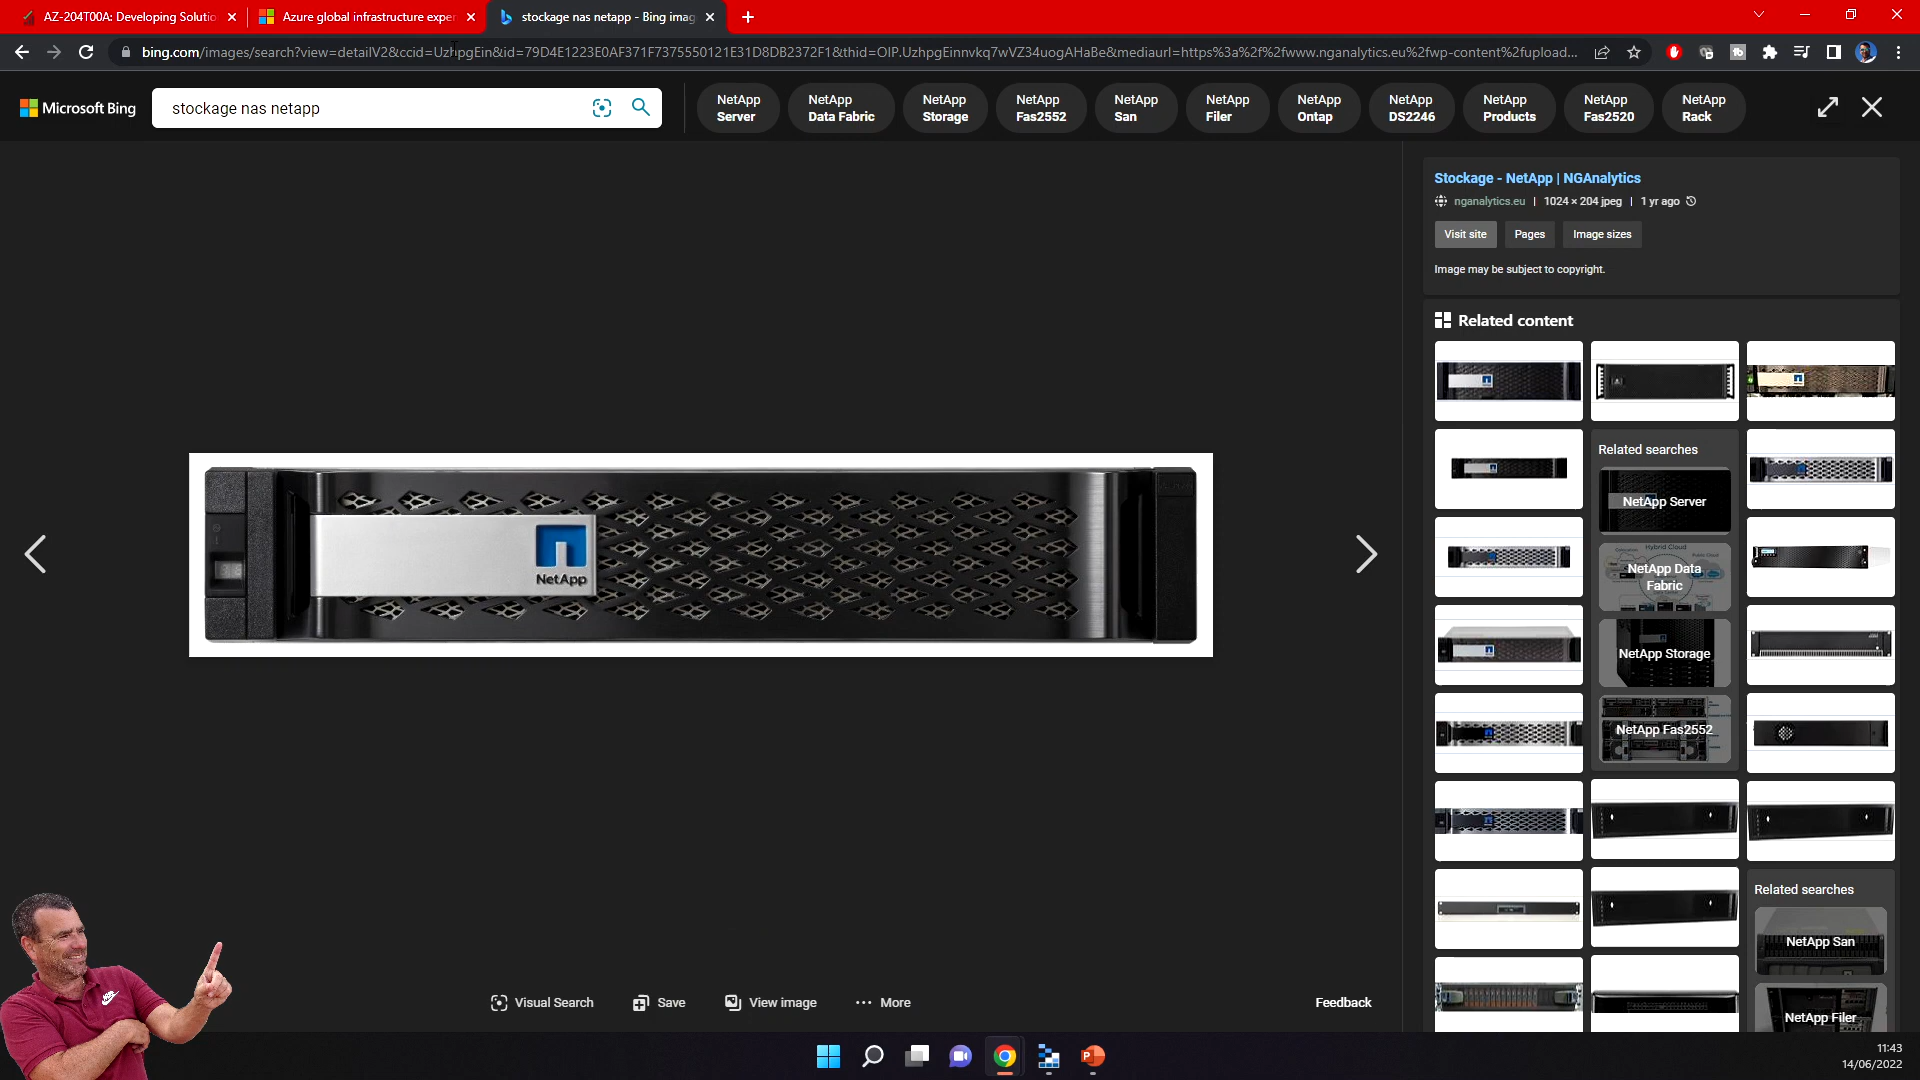 AZ-204T00A: Developing Solutio
Azure global infrastructure exper
stockage nas netapp - Bing imag
bing.com/images/search?view=detailV2&ccid=UzhpgEin&id=79D4E1223E0AF371F7375550121E31D8DB2372F1&thid=OIP.UzhpgEinnvkq7wVZ34uogAHaBe&mediaurl=https%3a%2f%2fwww.nganalytics.eu%2fwp-content%2fupload...
Microsoft Bing
stockage nas netapp
NetApp
Server
NetApp
Data Fabric
NetApp
Storage
NetApp
Fas2552
NetApp
San
NetApp
Filer
NetApp
Ontap
NetApp
DS2246
NetApp
Products
NetApp
Fas2520
NetApp
Rack
Stockage - NetApp | NGAnalytics
nganalytics.eu | 1024 × 204 jpeg | 1 yr ago
Visit site
Pages
Image sizes
Image may be subject to copyright.
Related content
Related searches
NetApp Server
NetApp Data
Fabric
NetApp Storage
NetApp Fas2552
Related searches
NetApp San
NetApp Filer
NetApp
Visual Search
Save
View image
More
Feedback
11:43
14/06/2022